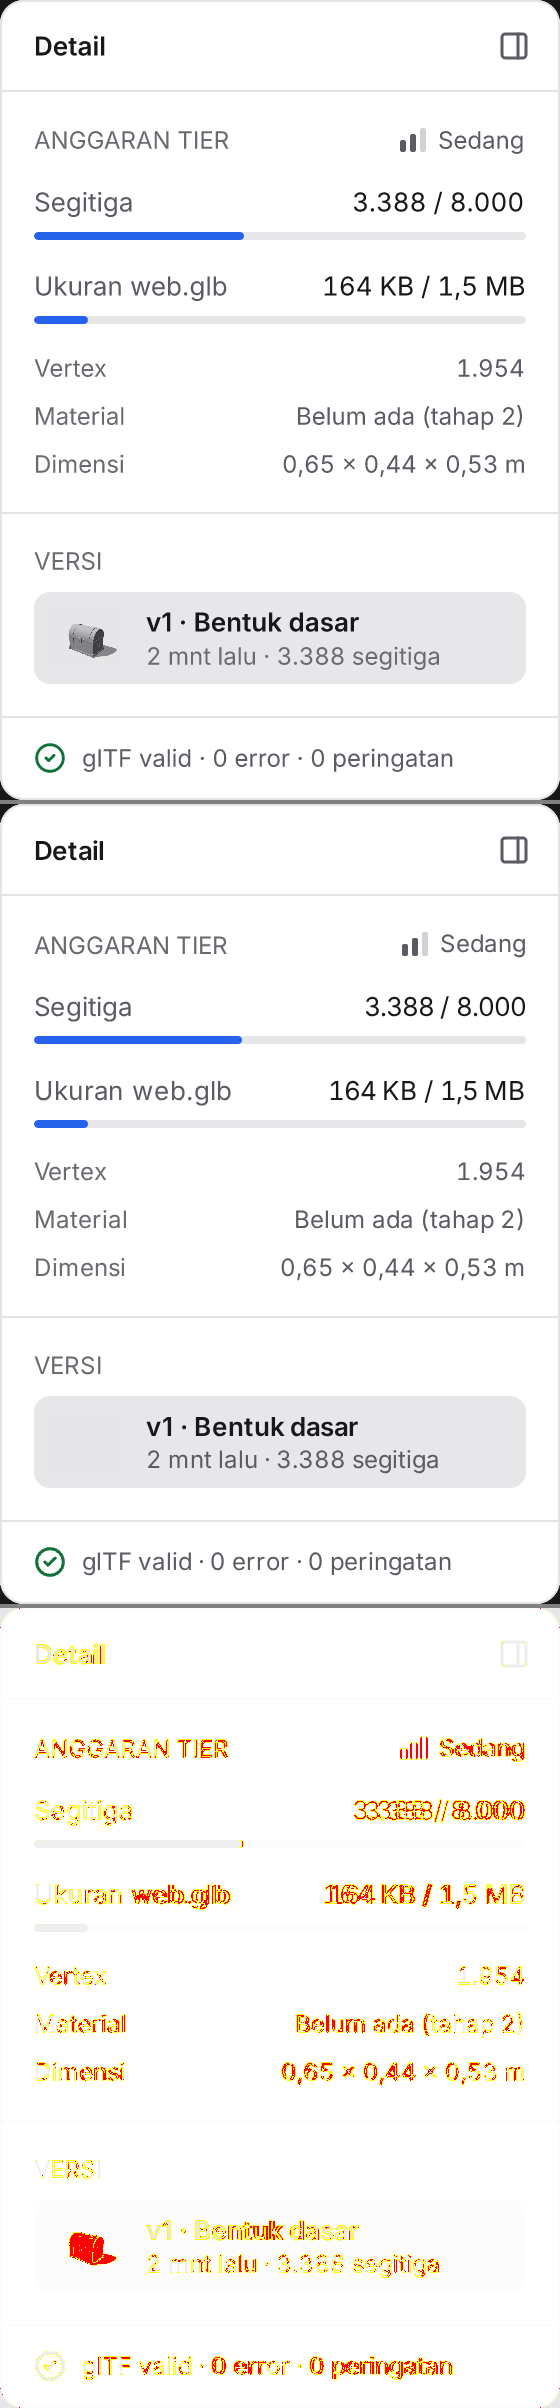 Detail
ANGGARAN TIER Sedang
Segitiga 3.388 / 8.000
Ukuran web.glb 164 KB / 1,5 MB
Vertex 1.954
Material Belum ada (tahap 2)
Dimensi 0,65 × 0,44 × 0,53 m
VERSI
v1 · Bentuk dasar
2 mnt lalu · 3.388 segitiga
glTF valid · 0 error · 0 peringatan
Detail
ANGGARAN TIER Sedang
Segitiga 3.388 / 8.000
Ukuran web.glb 164 KB / 1,5 MB
Vertex 1.954
Material Belum ada (tahap 2)
Dimensi 0,65 × 0,44 × 0,53 m
VERSI
v1 · Bentuk dasar
2 mnt lalu · 3.388 segitiga
glTF valid · 0 error · 0 peringatan
Detail
ANGGARAN TIER Sedang
Segitiga 3.388 / 8.000
Ukuran web.glb 164 KB / 1,5 MB
Vertex 1.954
Material Belum ada (tahap 2)
Dimensi 0,65 × 0,44 × 0,53 m
VERSI
v1 · Bentuk dasar
2 mnt lalu · 3.388 segitiga
glTF valid · 0 error · 0 peringatan